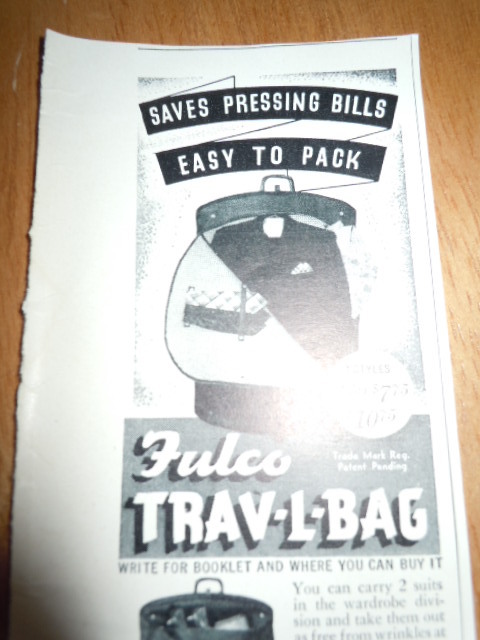 SAVES PRESSING BILLS
EASY TO PACK
Fulco
Trade Mark Reg.
Patent Pending
TRAV-L-BAG
WRITE FOR BOOKLET AND WHERE YOU CAN BUY IT
You can carry 2 suits
in the wardrobe divi-
sion and take them out
as free from wrinkles at